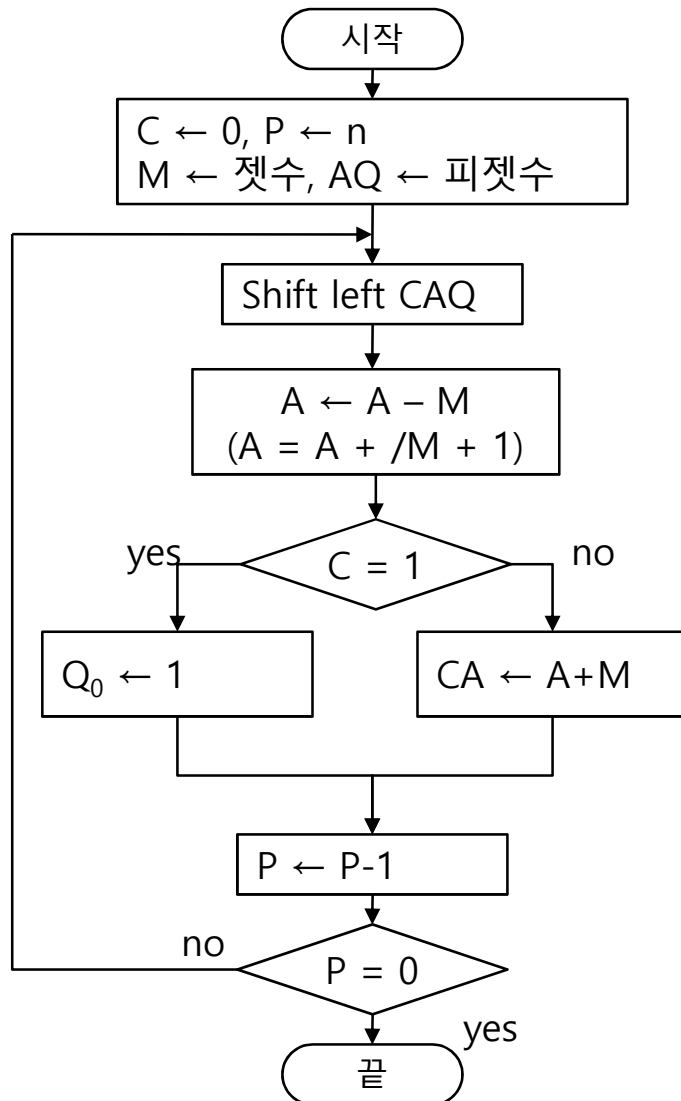 시작
C ← 0, P ← n
M ← 젯수, AQ ← 피젯수
Shift left CAQ
A ← A – M
(A = A + /M + 1)
C = 1
yes
no
Q₀ ← 1
CA ← A+M
P ← P-1
P = 0
no
yes
끝